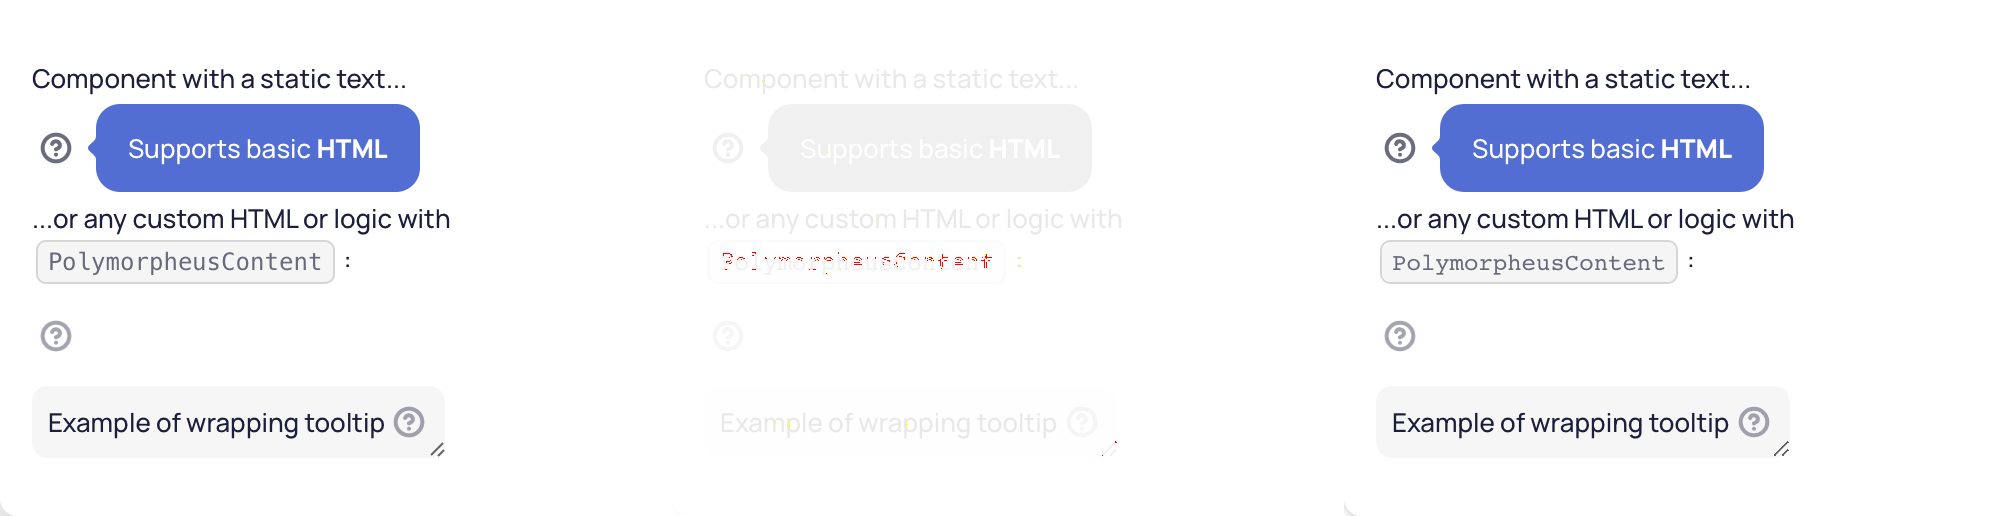 Component with a static text...
Supports basic HTML
...or any custom HTML or logic with
PolymorpheusContent :
Example of wrapping tooltip
Component with a static text...
Supports basic HTML
...or any custom HTML or logic with
PolymorpheusContent :
Example of wrapping tooltip
Component with a static text...
Supports basic HTML
...or any custom HTML or logic with
PolymorpheusContent :
Example of wrapping tooltip